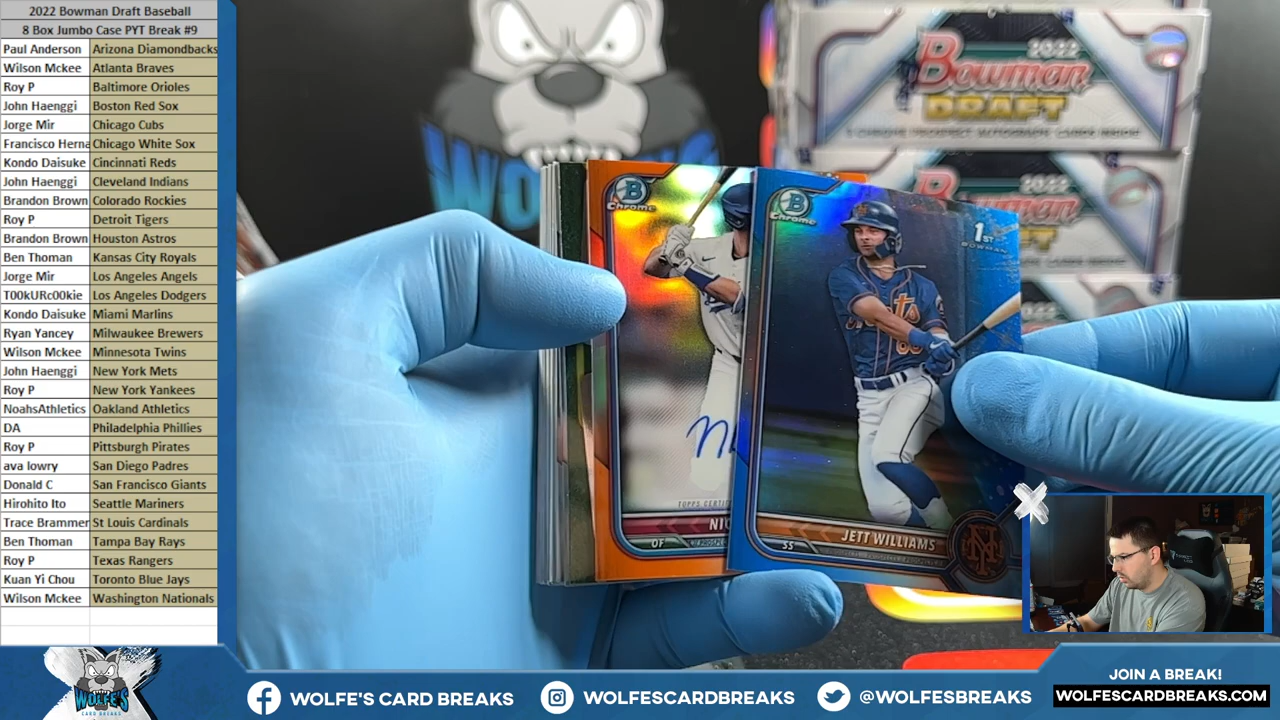 2022 Bowman Draft Baseball
8 Box Jumbo Case PYT Break #9
Paul Anderson Arizona Diamondbacks
Wilson Mckee Atlanta Braves
Roy P Baltimore Orioles
John Haenggi Boston Red Sox
Jorge Mir Chicago Cubs
Francisco Herna Chicago White Sox
Kondo Daisuke Cincinnati Reds
John Haenggi Cleveland Indians
Brandon Brown Colorado Rockies
Roy P Detroit Tigers
Brandon Brown Houston Astros
Ben Thoman Kansas City Royals
Jorge Mir Los Angeles Angels
T00kURc00kie Los Angeles Dodgers
Kondo Daisuke Miami Marlins
Ryan Yancey Milwaukee Brewers
Wilson Mckee Minnesota Twins
John Haenggi New York Mets
Roy P New York Yankees
NoahsAthletics Oakland Athletics
DA Philadelphia Phillies
Roy P Pittsburgh Pirates
ava lowry San Diego Padres
Donald C San Francisco Giants
Hirohito Ito Seattle Mariners
Trace Brammer St Louis Cardinals
Ben Thoman Tampa Bay Rays
Roy P Texas Rangers
Kuan Yi Chou Toronto Blue Jays
Wilson Mckee Washington Nationals
2022
Bowman
DRAFT
2022
B
Chrome
OF
B
Chrome
1ST
BOWMAN
Mets
JETT WILLIAMS
SS
NY
WOLFE'S
CARD BREAKS
WOLFE'S CARD BREAKS
WOLFESCARDBREAKS
@WOLFESBREAKS
JOIN A BREAK!
WOLFESCARDBREAKS.COM